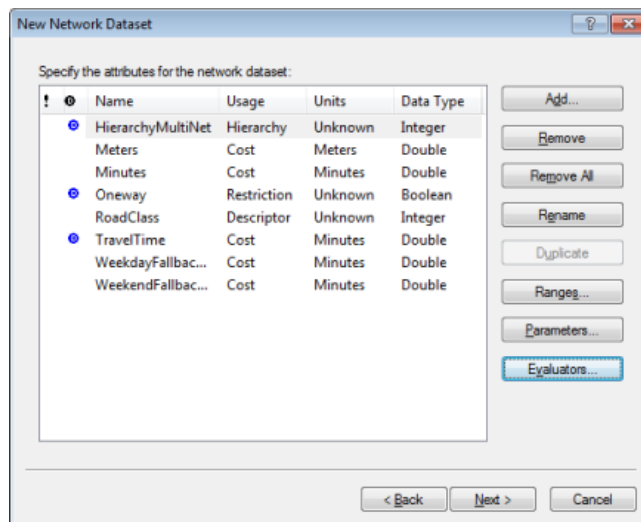 New Network Dataset
Specify the attributes for the network dataset:
! Name Usage Units Data Type
HierarchyMultiNet Hierarchy Unknown Integer
Meters Cost Meters Double
Minutes Cost Minutes Double
Oneway Restriction Unknown Boolean
RoadClass Descriptor Unknown Integer
TravelTime Cost Minutes Double
WeekdayFallbac... Cost Minutes Double
WeekendFallbac... Cost Minutes Double
Add...
Remove
Remove All
Rename
Duplicate
Ranges...
Parameters...
Evaluators...
< Back Next > Cancel